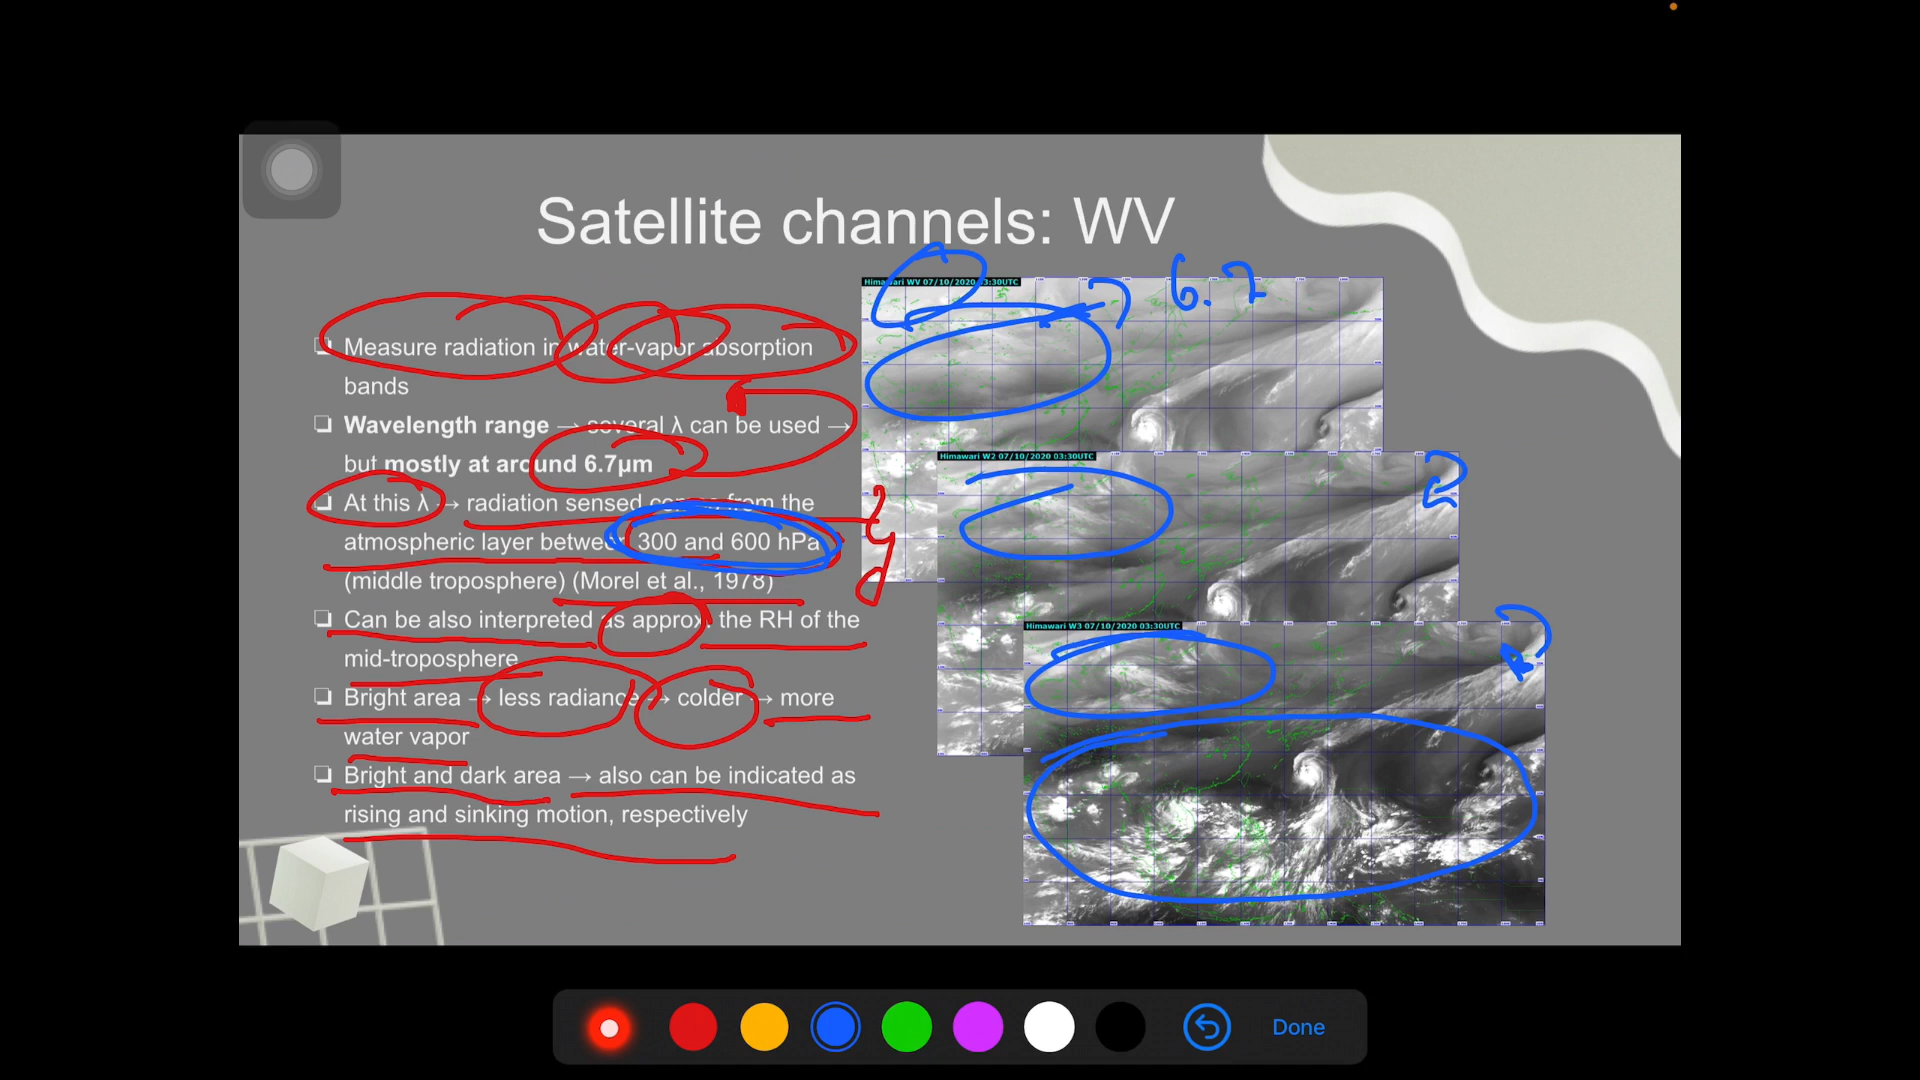 Satellite channels: WV
Measure radiation in water-vapor absorption
bands
Wavelength range → several λ can be used →
but mostly at around 6.7μm
At this λ → radiation sensed comes from the
atmospheric layer between 300 and 600 hPa
(middle troposphere) (Morel et al., 1978)
Can be also interpreted as approx. the RH of the
mid-troposphere
Bright area → less radiance → colder → more
water vapor
Bright and dark area → also can be indicated as
rising and sinking motion, respectively
Himawari WV 07/10/2020 03:30UTC
6.7
Himawari W2 07/10/2020 03:30UTC
Himawari W3 07/10/2020 03:30UTC
Done